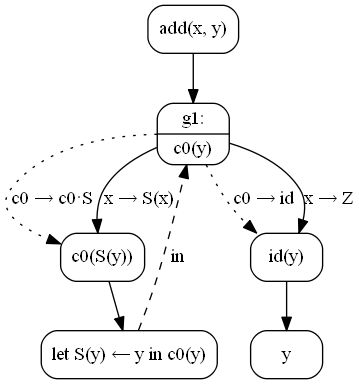 add(x, y)
g1:
c0(y)
c0 → c0·S
x → S(x)
c0 → id
x → Z
c0(S(y))
in
id(y)
let S(y) ← y in c0(y)
y